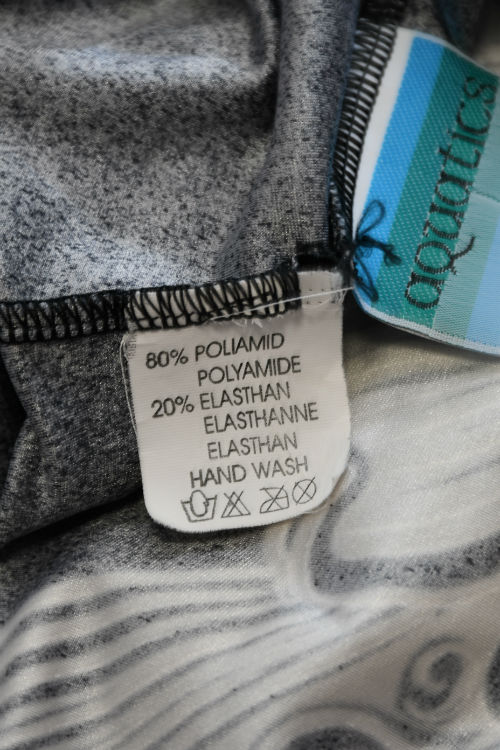 aquatics
80% POLIAMID
POLYAMIDE
20% ELASTHAN
ELASTHANNE
ELASTHAN
HAND WASH